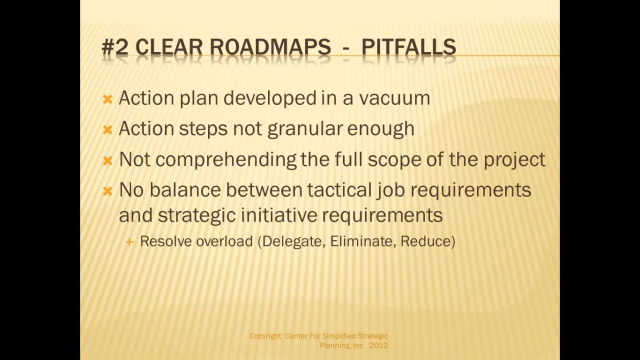 #2 CLEAR ROADMAPS - PITFALLS
Action plan developed in a vacuum
Action steps not granular enough
Not comprehending the full scope of the project
No balance between tactical job requirements
and strategic initiative requirements
Resolve overload (Delegate, Eliminate, Reduce)
Copyright, Center For Simplified Strategic
Planning, Inc 2012